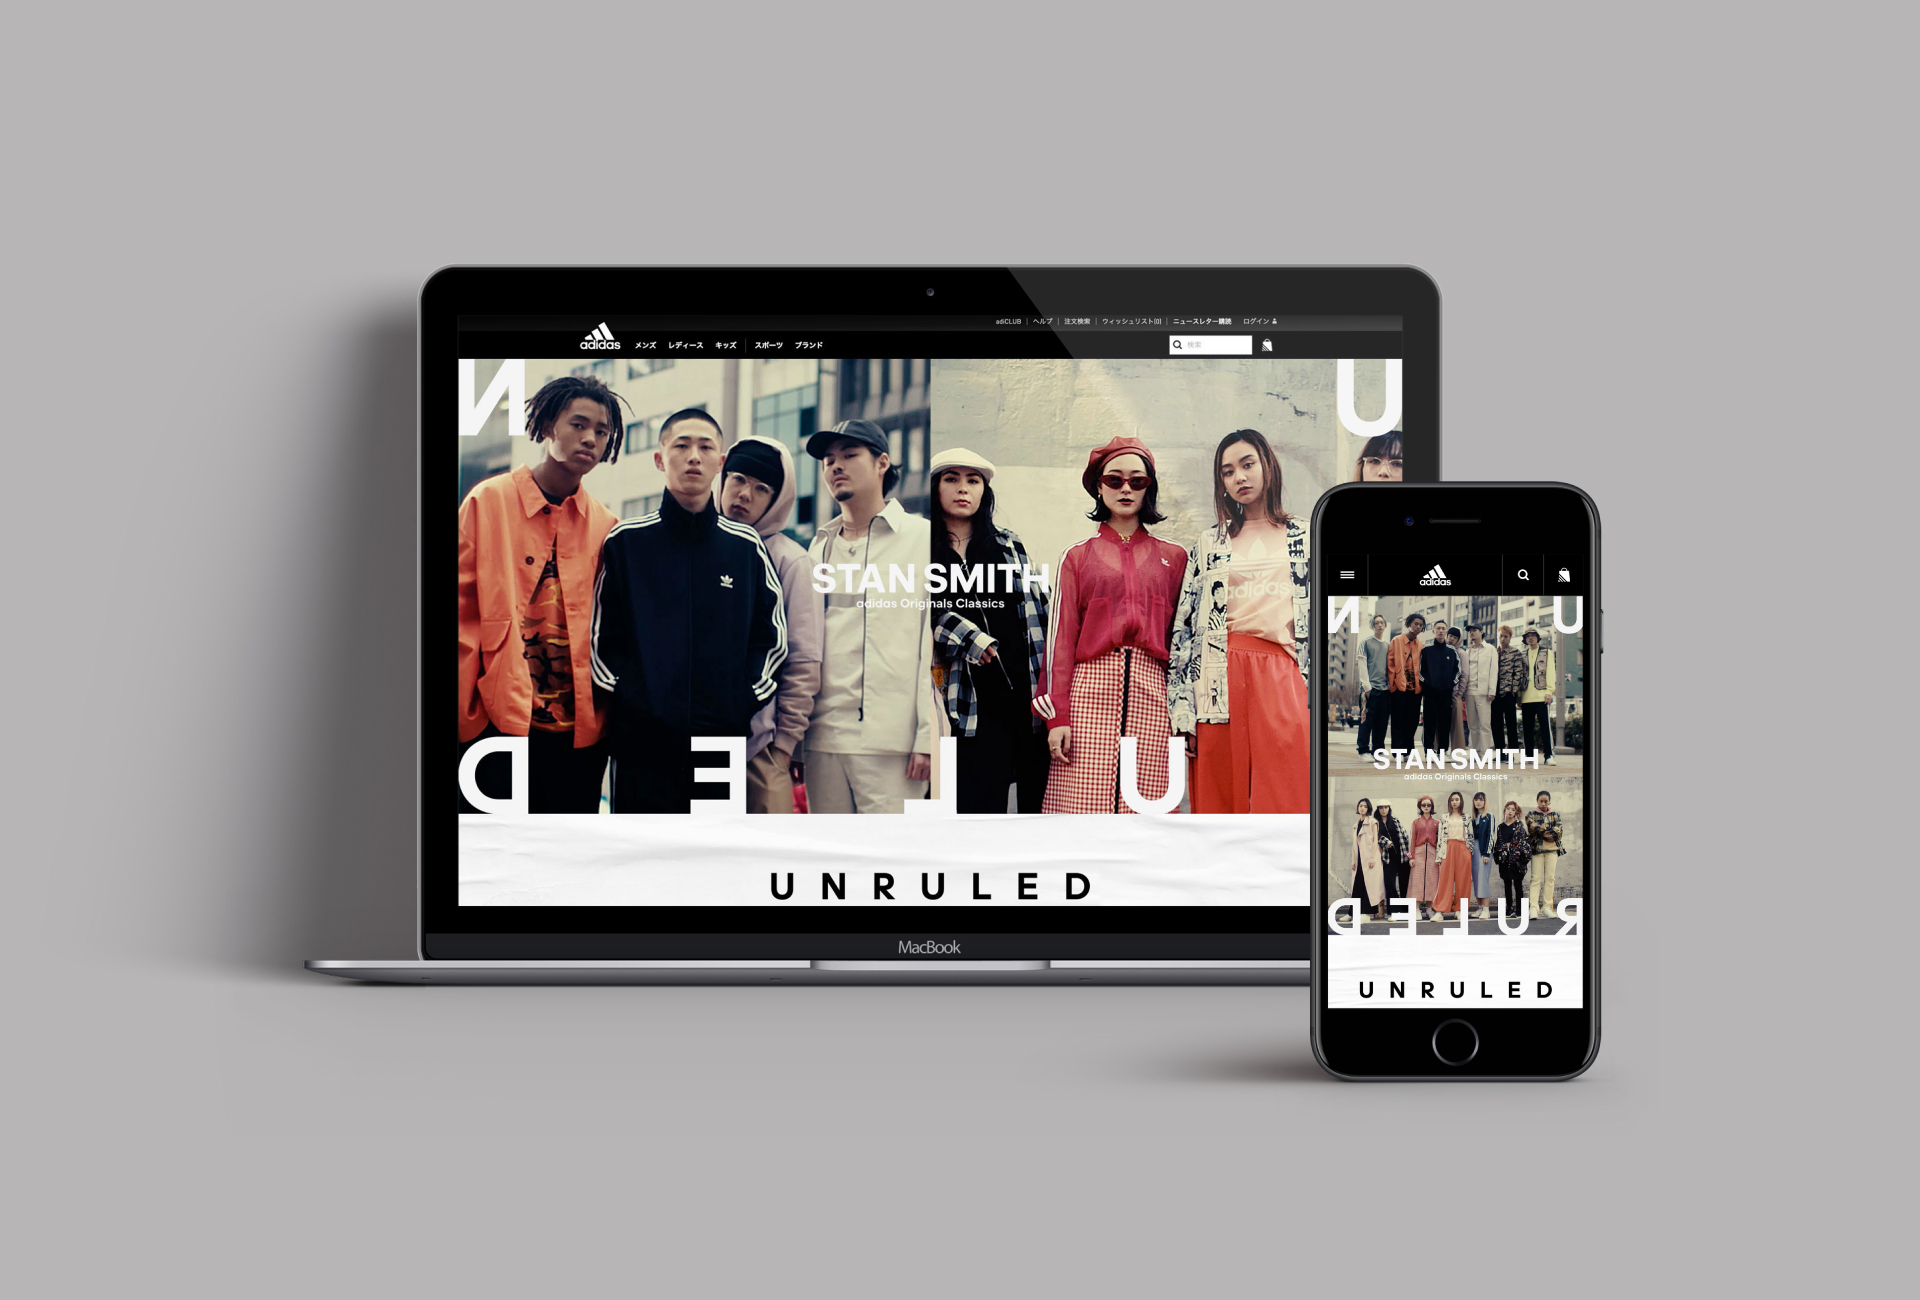 adiCLUB | ヘルプ | 注文検索 | ウィッシュリスト(0) | ニュースレター購読 ログイン
adidas メンズ レディース キッズ | スポーツ ブランド
検索
N U
STAN SMITH
adidas Originals Classics
adidas
D E L U
UNRULED
MacBook
adidas
N U
STAN SMITH
adidas Originals Classics
D E L U R
UNRULED